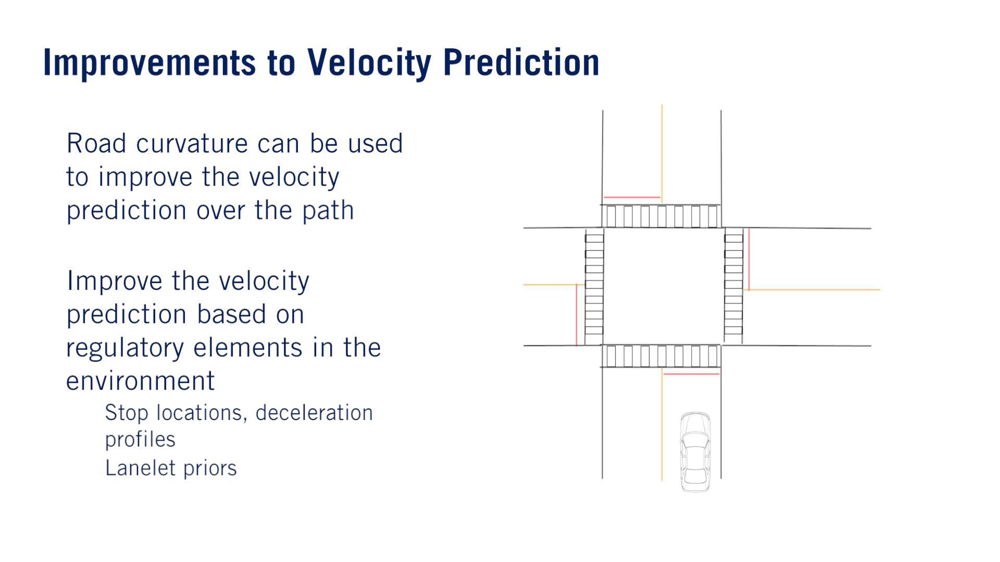 Improvements to Velocity Prediction
Road curvature can be used
to improve the velocity
prediction over the path
Improve the velocity
prediction based on
regulatory elements in the
environment
Stop locations, deceleration
profiles
Lanelet priors